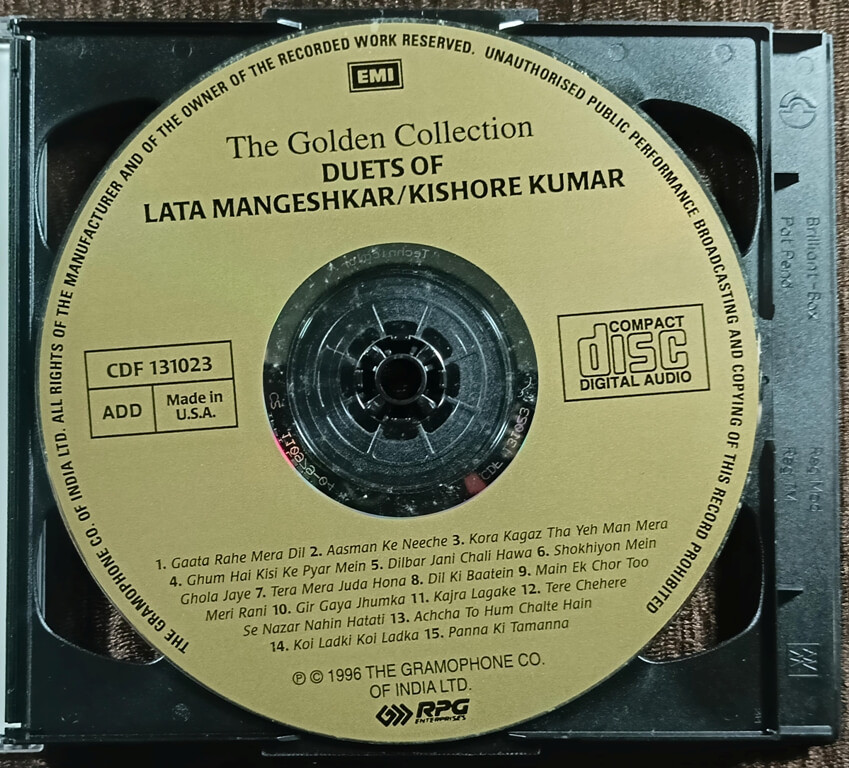 THE GRAMOPHONE CO. OF INDIA LTD. ALL RIGHTS OF THE MANUFACTURER AND OF THE OWNER OF THE RECORDED WORK RESERVED. UNAUTHORISED PUBLIC PERFORMANCE BROADCASTING AND COPYING OF THIS RECORD PROHIBITED
EMI
The Golden Collection
DUETS OF
LATA MANGESHKAR/KISHORE KUMAR
CDF 131023
ADD
Made in
U.S.A.
COMPACT
disc
DIGITAL AUDIO
1. Gaata Rahe Mera Dil 2. Aasman Ke Neeche 3. Kora Kagaz Tha Yeh Man Mera
4. Ghum Hai Kisi Ke Pyar Mein 5. Dilbar Jani Chali Hawa 6. Shokhiyon Mein
Ghola Jaye 7. Tera Mera Juda Hona 8. Dil Ki Baatein 9. Main Ek Chor Too
Meri Rani 10. Gir Gaya Jhumka 11. Kajra Lagake 12. Tere Chehere
Se Nazar Nahin Hatati 13. Achcha To Hum Chalte Hain
14. Koi Ladki Koi Ladka 15. Panna Ki Tamanna
℗ © 1996 THE GRAMOPHONE CO.
OF INDIA LTD.
RPG
ENTERPRISES
Brilliant-Box
Pat Pend